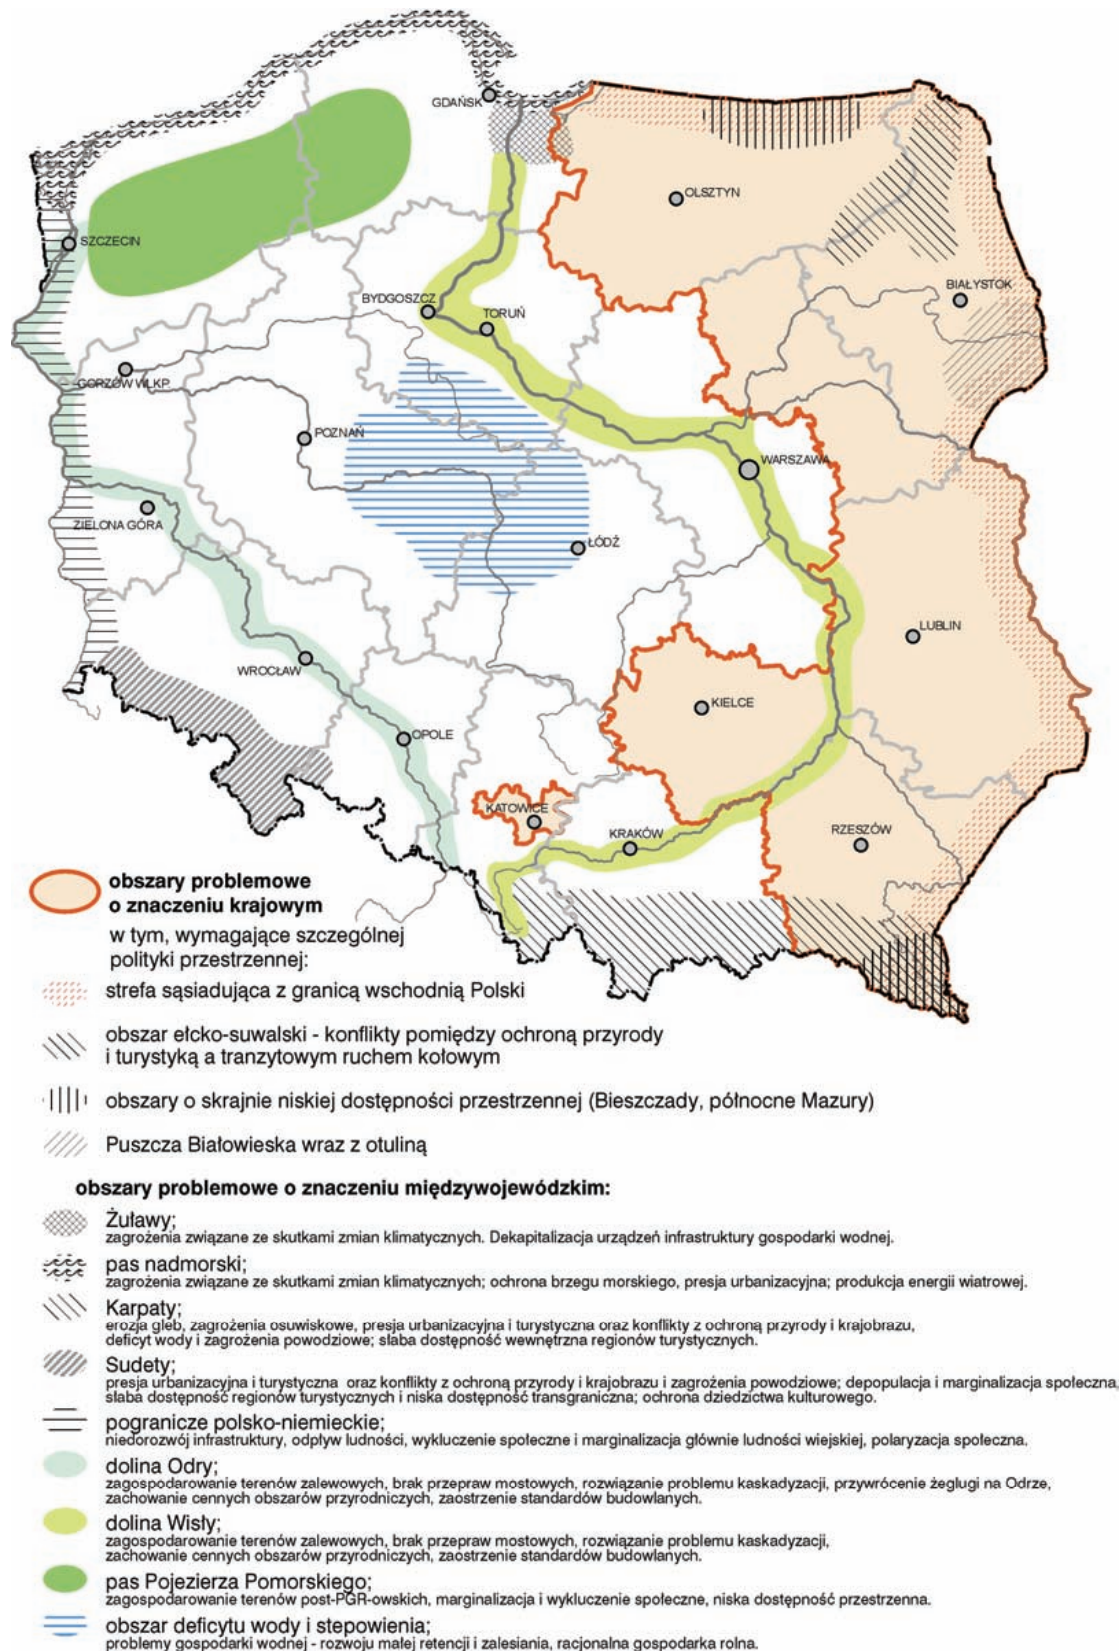 GDAŃSK
OLSZTYN
SZCZECIN
BIAŁYSTOK
BYDGOSZCZ
TORUŃ
GORZÓW WLKP.
POZNAŃ
WARSZAWA
ZIELONA GÓRA
ŁÓDŹ
LUBLIN
WROCŁAW
KIELCE
OPOLE
KATOWICE
KRAKÓW
RZESZÓW
obszary problemowe
o znaczeniu krajowym
w tym, wymagające szczególnej
polityki przestrzennej:
strefa sąsiadująca z granicą wschodnią Polski
obszar ełcko-suwalski - konflikty pomiędzy ochroną przyrody
i turystyką a tranzytowym ruchem kołowym
obszary o skrajnie niskiej dostępności przestrzennej (Bieszczady, północne Mazury)
Puszcza Białowieska wraz z otuliną
obszary problemowe o znaczeniu międzywojewódzkim:
Żuławy;
zagrożenia związane ze skutkami zmian klimatycznych. Dekapitalizacja urządzeń infrastruktury gospodarki wodnej.
pas nadmorski;
zagrożenia związane ze skutkami zmian klimatycznych; ochrona brzegu morskiego, presja urbanizacyjna; produkcja energii wiatrowej.
Karpaty;
erozja gleb, zagrożenia osuwiskowe, presja urbanizacyjna i turystyczna oraz konflikty z ochroną przyrody i krajobrazu,
deficyt wody i zagrożenia powodziowe; słaba dostępność wewnętrzna regionów turystycznych.
Sudety;
presja urbanizacyjna i turystyczna oraz konflikty z ochroną przyrody i krajobrazu i zagrożenia powodziowe; depopulacja i marginalizacja społeczna,
słaba dostępność regionów turystycznych i niska dostępność transgraniczna; ochrona dziedzictwa kulturowego.
pogranicze polsko-niemieckie;
niedorozwój infrastruktury, odpływ ludności, wykluczenie społeczne i marginalizacja głównie ludności wiejskiej, polaryzacja społeczna.
dolina Odry;
zagospodarowanie terenów zalewowych, brak przepraw mostowych, rozwiązanie problemu kaskadyzacji, przywrócenie żeglugi na Odrze,
zachowanie cennych obszarów przyrodniczych, zaostrzenie standardów budowlanych.
dolina Wisły;
zagospodarowanie terenów zalewowych, brak przepraw mostowych, rozwiązanie problemu kaskadyzacji,
zachowanie cennych obszarów przyrodniczych, zaostrzenie standardów budowlanych.
pas Pojezierza Pomorskiego;
zagospodarowanie terenów post-PGR-owskich, marginalizacja i wykluczenie społeczne, niska dostępność przestrzenna.
obszar deficytu wody i stepowienia;
problemy gospodarki wodnej - rozwoju małej retencji i zalesiania, racjonalna gospodarka rolna.